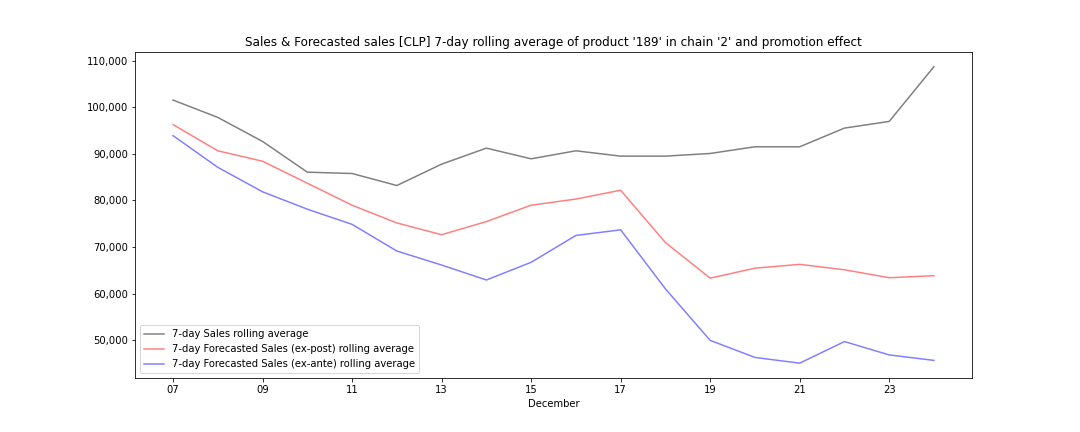 Sales & Forecasted sales [CLP] 7-day rolling average of product '189' in chain '2' and promotion effect
110,000
100,000
90,000
80,000
70,000
60,000
50,000
7-day Sales rolling average
7-day Forecasted Sales (ex-post) rolling average
7-day Forecasted Sales (ex-ante) rolling average
07 09 11 13 15 17 19 21 23
December